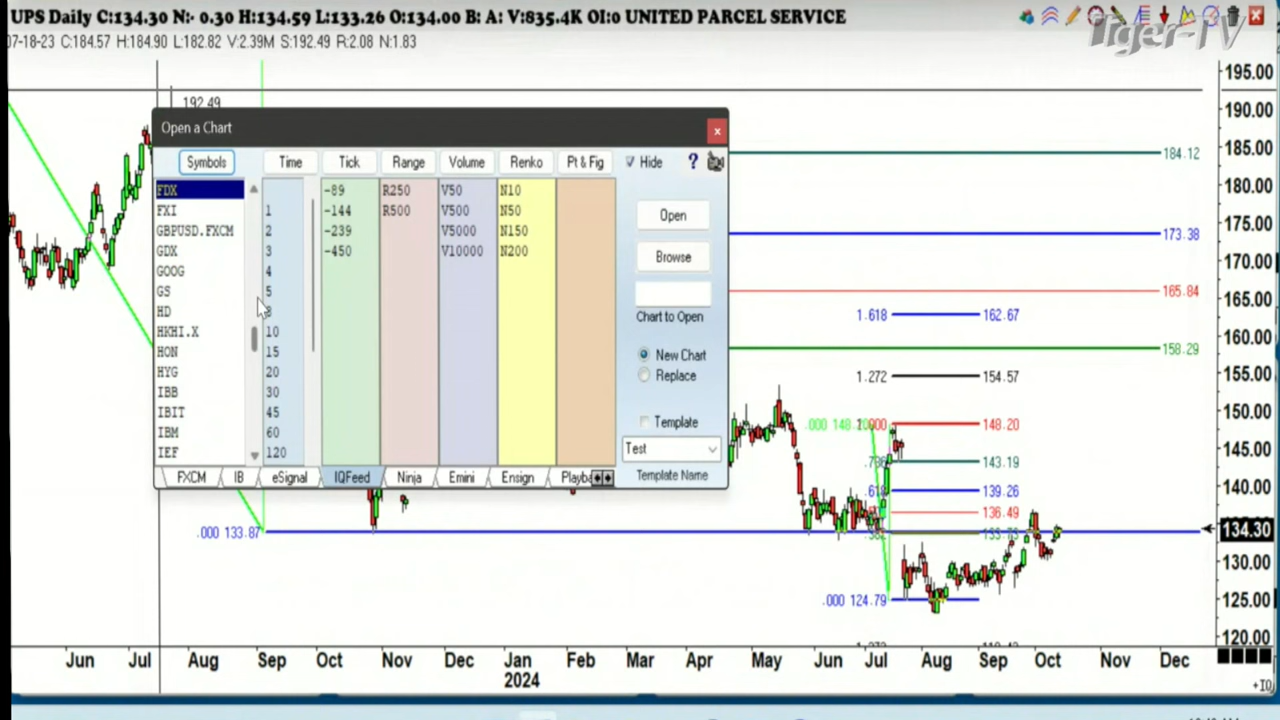 UPS Daily C:134.30 N:- 0.30 H:134.59 L:133.26 O:134.00 B: A: V:835.4K OI:0 UNITED PARCEL SERVICE
Tiger-TV
07-18-23 C:184.57 H:184.90 L:182.82 V:2.39M S:192.49 R:2.08 N:1.83
192.49
Open a Chart
Symbols Time Tick Range Volume Renko Pt & Fig Hide ?
FDX -89 R250 V50 N10
FXI 1 -144 R500 V500 N50
GBPUSD.FXCM 2 -239 V5000 N150
GDX 3 -450 V10000 N200
GOOG 4
GS 5
HD 8
HKHI.X 10
HON 15
HYG 20
IBB 30
IBIT 45
IBM 60
IEF 120
Open
Browse
Chart to Open
New Chart
Replace
Template
Test
Template Name
FXCM IB eSignal IQFeed Ninja Emini Ensign Playba
184.12
173.38
165.84
1.618 162.67
158.29
1.272 154.57
.000 148.20
1.000 148.20
143.19
139.26
136.49
.000 133.87
.000 124.79
195.00
190.00
185.00
180.00
175.00
170.00
165.00
160.00
155.00
150.00
145.00
140.00
134.30
130.00
125.00
120.00
Jun Jul Aug Sep Oct Nov Dec Jan Feb Mar Apr May Jun Jul Aug Sep Oct Nov Dec
2024